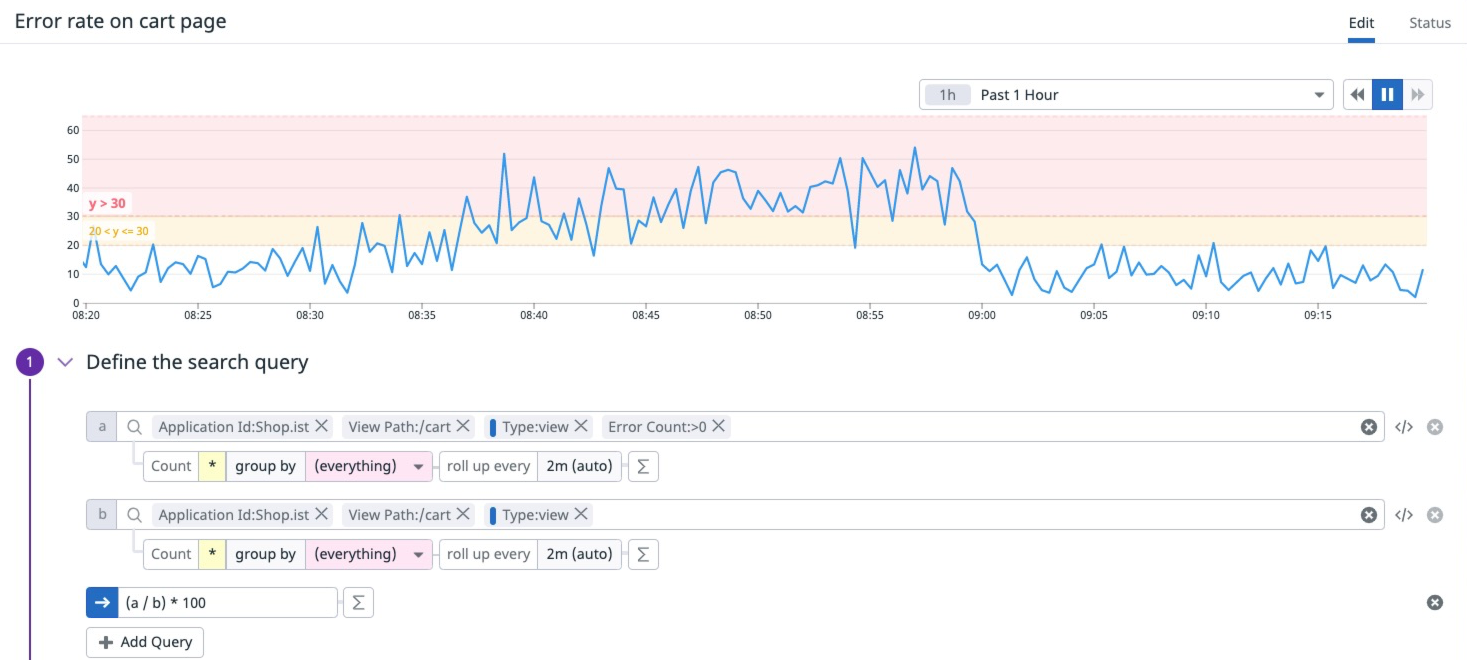 Error rate on cart page
Edit Status
1h Past 1 Hour
60
50
40
y > 30
30
20 < y <= 30
20
10
0
08:20 08:25 08:30 08:35 08:40 08:45 08:50 08:55 09:00 09:05 09:10 09:15
1 Define the search query
a Application Id:Shop.ist View Path:/cart Type:view Error Count:>0 </>
Count * group by (everything) roll up every 2m (auto) Σ
b Application Id:Shop.ist View Path:/cart Type:view </>
Count * group by (everything) roll up every 2m (auto) Σ
(a / b) * 100 Σ
+ Add Query